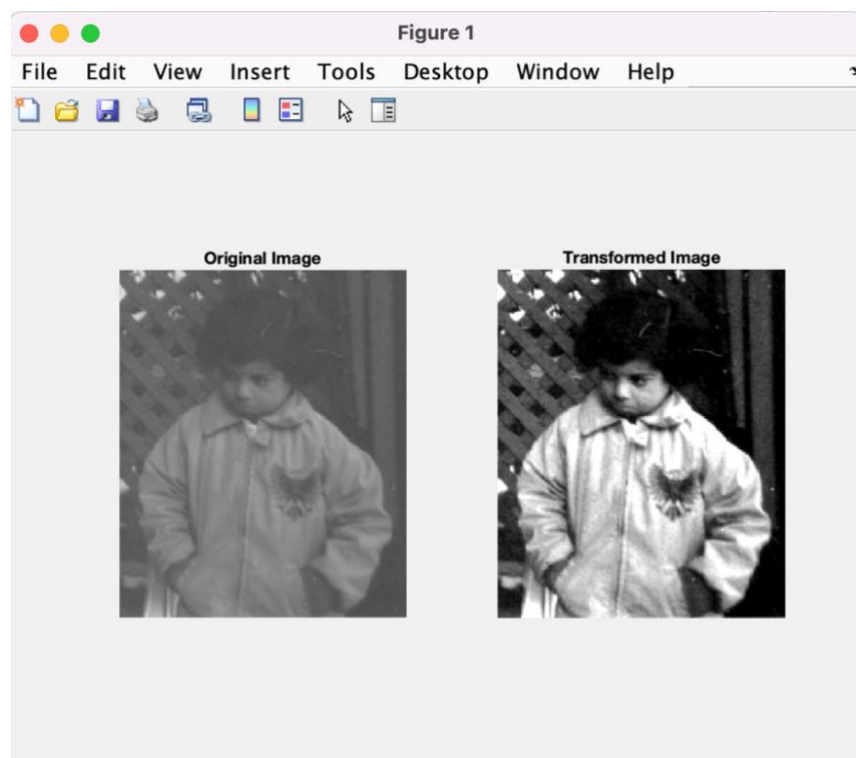 Figure 1
File Edit View Insert Tools Desktop Window Help
Original Image
Transformed Image